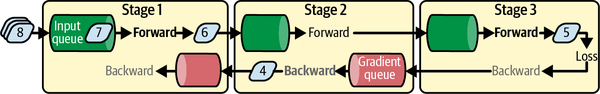 Stage 1
Stage 2
Stage 3
8
Input
queue
7
Forward
6
Forward
Forward
5
Loss
Backward
4
Backward
Gradient
queue
Backward